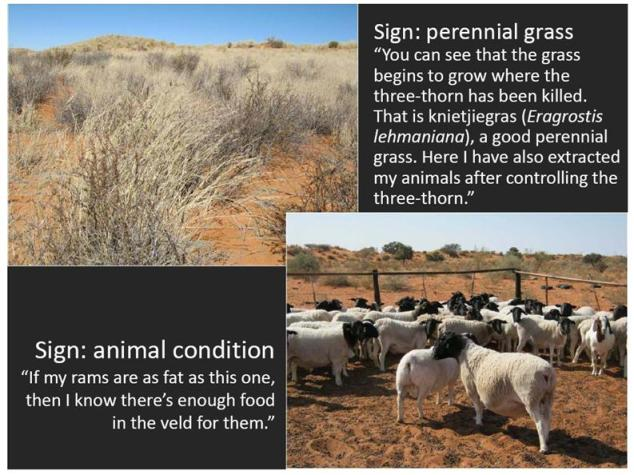 Sign: perennial grass
“You can see that the grass
begins to grow where the
three-thorn has been killed.
That is knietjiegras (Eragrostis
lehmaniana), a good perennial
grass. Here I have also extracted
my animals after controlling the
three-thorn.”
Sign: animal condition
“If my rams are as fat as this one,
then I know there’s enough food
in the veld for them.”